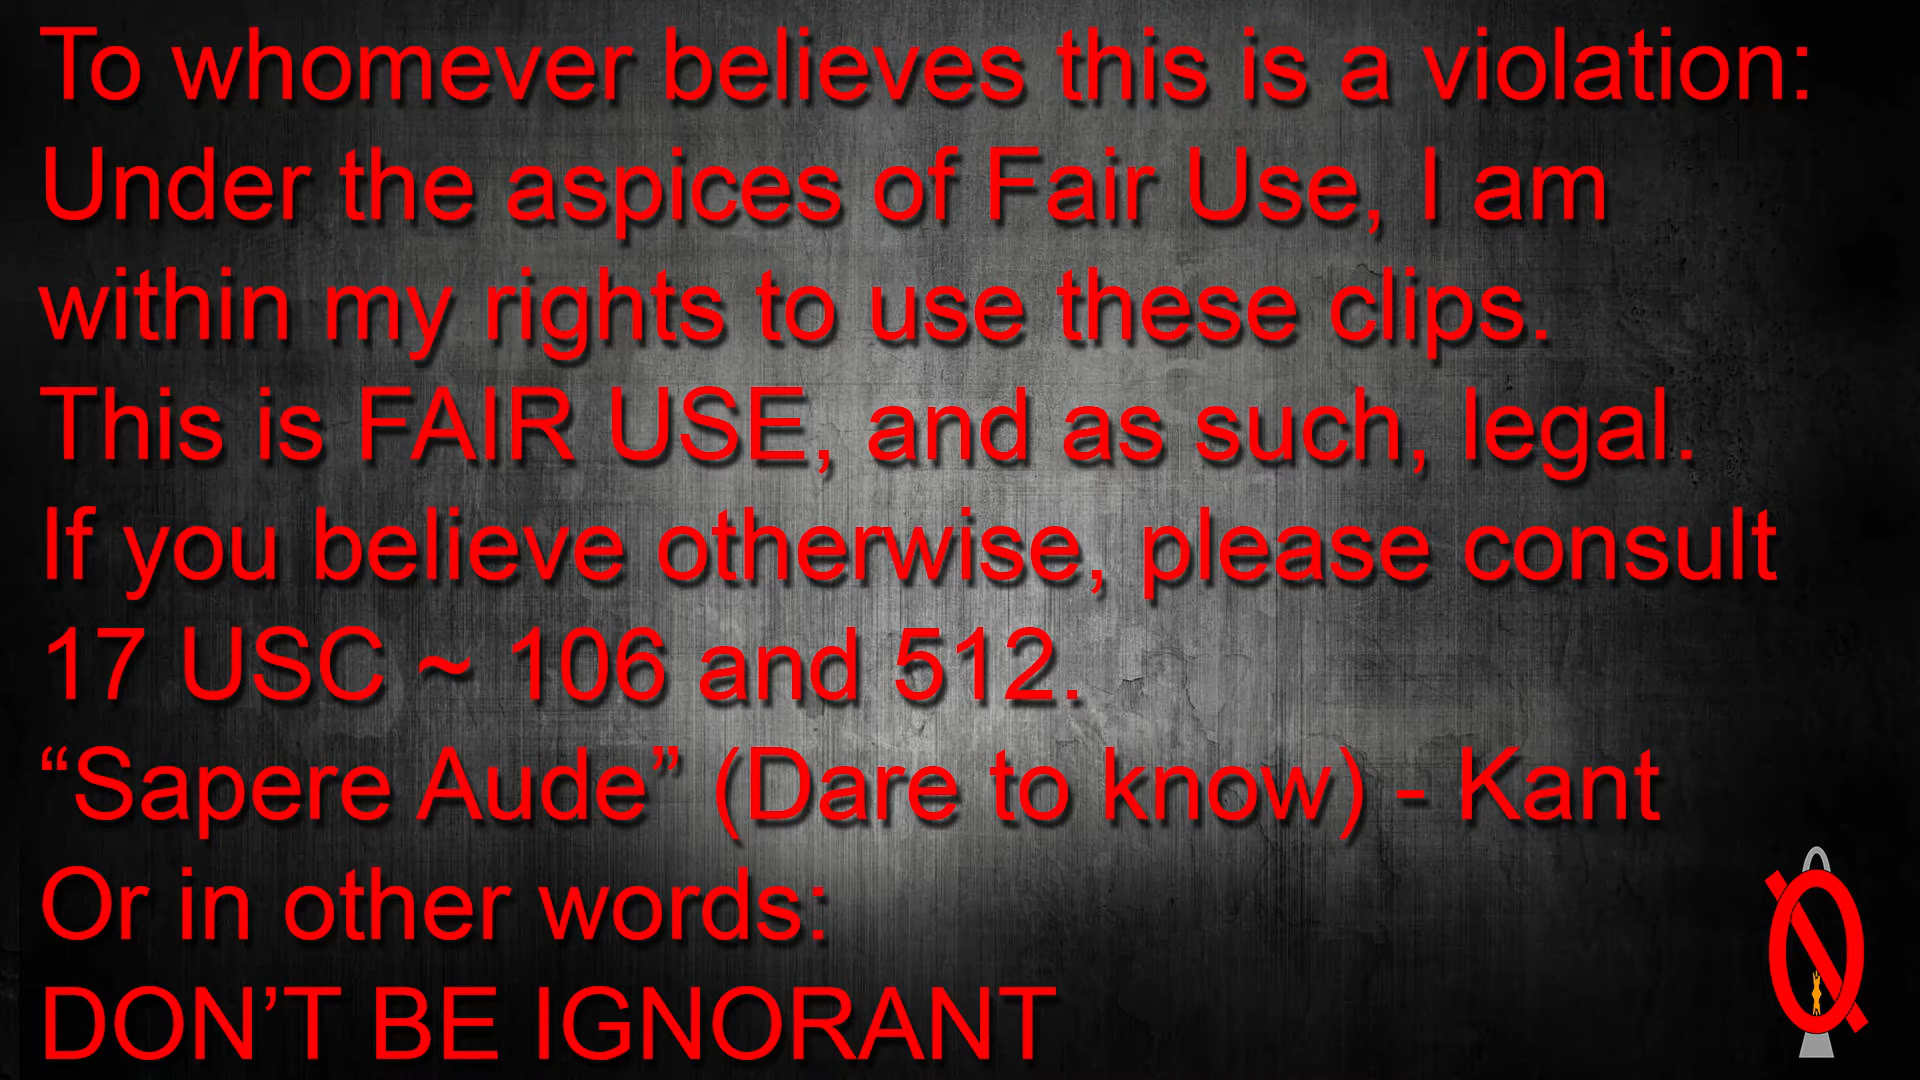 To whomever believes this is a violation:
Under the aspices of Fair Use, I am
within my rights to use these clips.
This is FAIR USE, and as such, legal.
If you believe otherwise, please consult
17 USC ~ 106 and 512.
“Sapere Aude” (Dare to know) - Kant
Or in other words:
DON’T BE IGNORANT